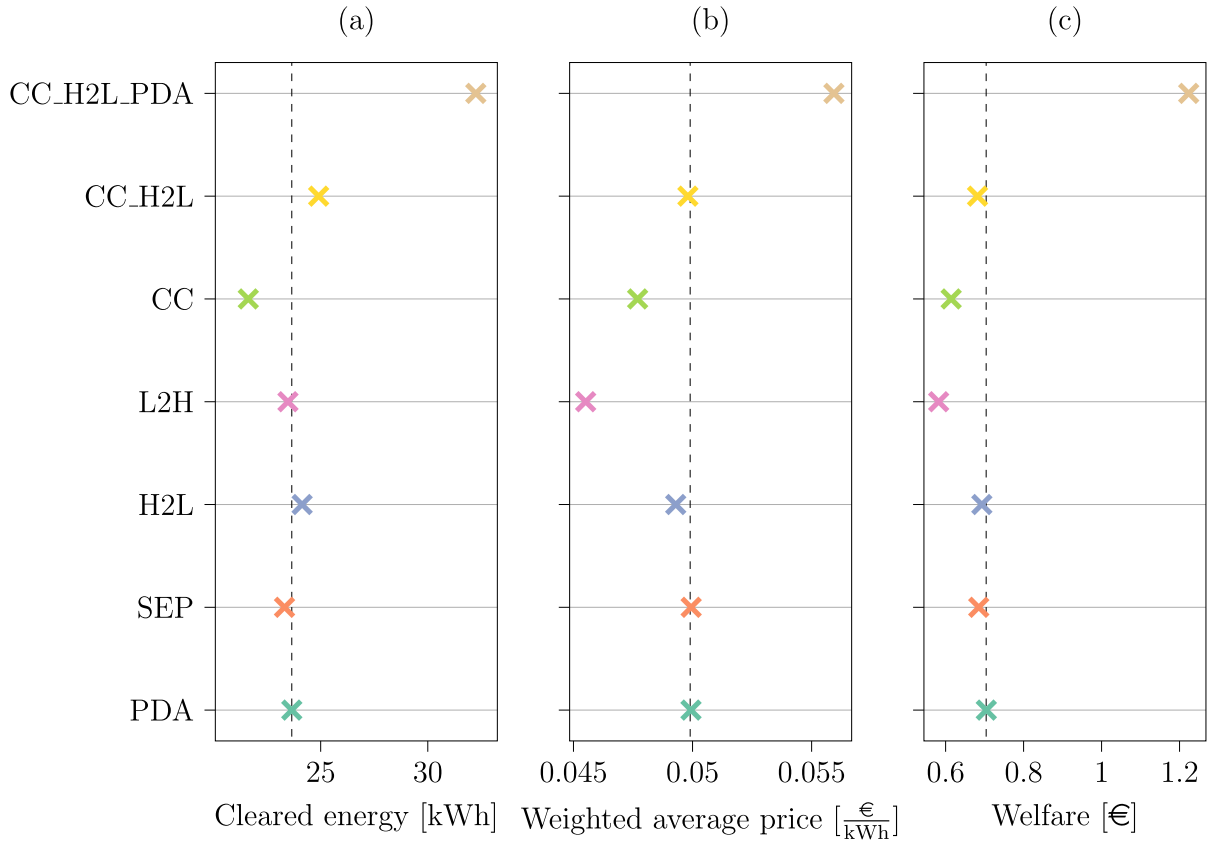 (a) (b) (c)
CC_H2L_PDA
CC_H2L
CC
L2H
H2L
SEP
PDA
25 30 0.045 0.05 0.055 0.6 0.8 1 1.2
Cleared energy [kWh] Weighted average price [€/kWh] Welfare [€]